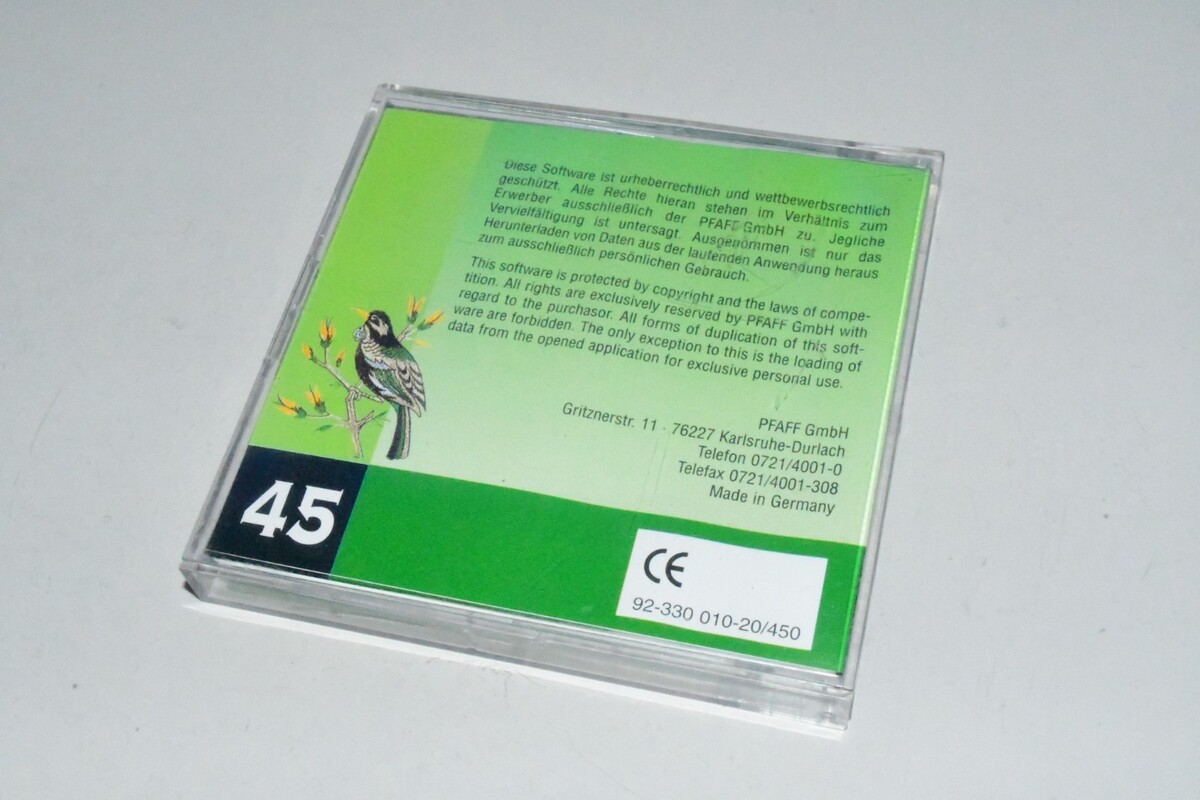 Diese Software ist urheberrechtlich und wettbewerbsrechtlich
geschützt. Alle Rechte hieran stehen im Verhältnis zum
Erwerber ausschließlich der PFAFF GmbH zu. Jegliche
Vervielfältigung ist untersagt. Ausgenommen ist nur das
Herunterladen von Daten aus der laufenden Anwendung heraus
zum ausschließlich persönlichen Gebrauch.
This software is protected by copyright and the laws of compe-
tition. All rights are exclusively reserved by PFAFF GmbH with
regard to the purchasor. All forms of duplication of this soft-
ware are forbidden. The only exception to this is the loading of
data from the opened application for exclusive personal use.
PFAFF GmbH
Gritznerstr. 11 · 76227 Karlsruhe-Durlach
Telefon 0721/4001-0
Telefax 0721/4001-308
Made in Germany
45
CE
92-330 010-20/450